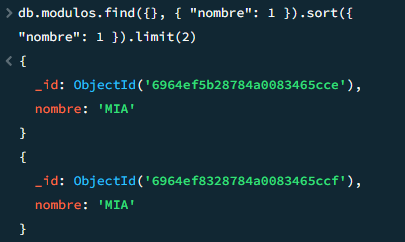 > db.modulos.find({}, { "nombre": 1 }).sort({
"nombre": 1 }).limit(2)
< {
_id: ObjectId('6964ef5b28784a0083465cce'),
nombre: 'MIA'
}
{
_id: ObjectId('6964ef8328784a0083465ccf'),
nombre: 'MIA'
}